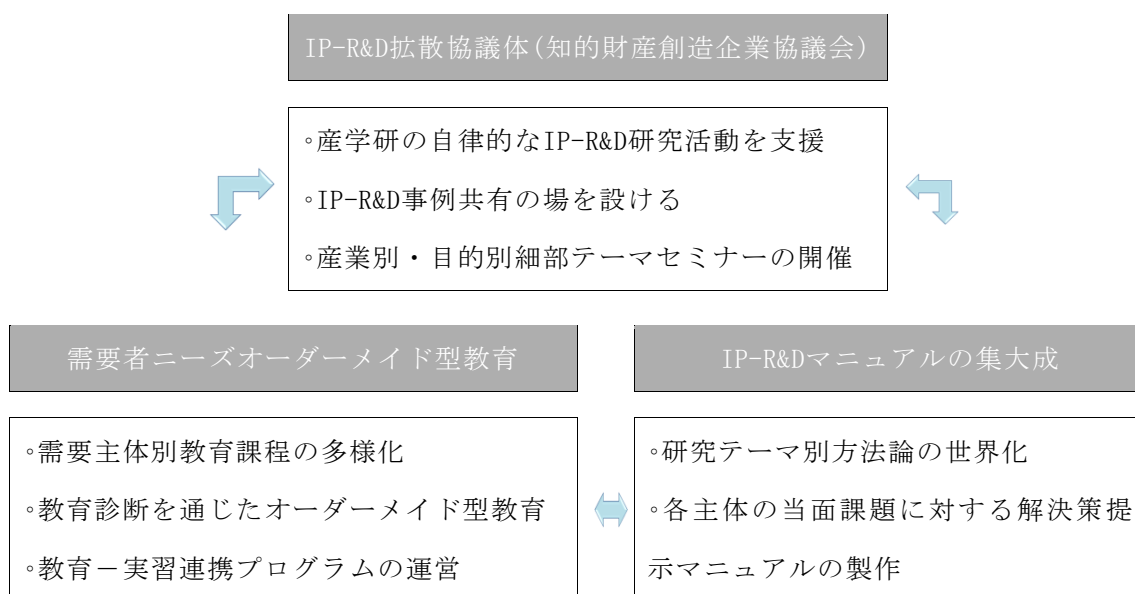 IP-R&D拡散協議体(知的財産創造企業協議会)
◦産学研の自律的なIP-R&D研究活動を支援
◦IP-R&D事例共有の場を設ける
◦産業別・目的別細部テーマセミナーの開催
需要者ニーズオーダーメイド型教育
◦需要主体別教育課程の多様化
◦教育診断を通じたオーダーメイド型教育
◦教育－実習連携プログラムの運営
IP-R&Dマニュアルの集大成
◦研究テーマ別方法論の世界化
◦各主体の当面課題に対する解決策提
示マニュアルの製作